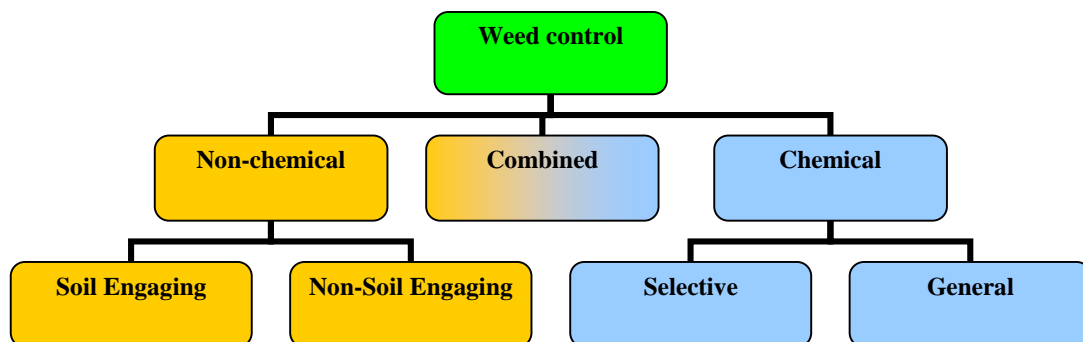 Weed control
Non-chemical
Combined
Chemical
Soil Engaging
Non-Soil Engaging
Selective
General